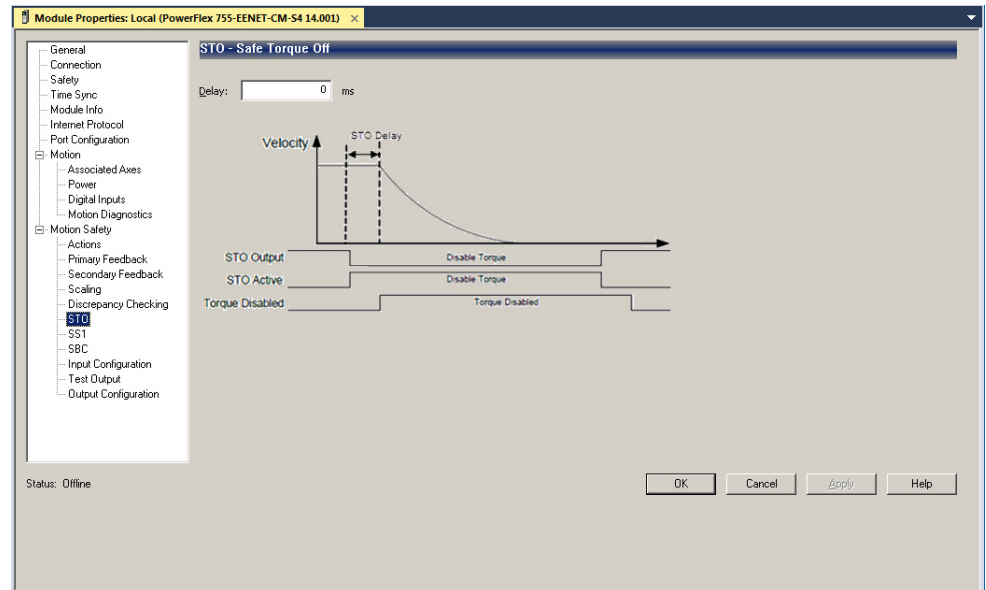 Module Properties: Local (PowerFlex 755-EENET-CM-S4 14.001) ×
General
Connection
Safety
Time Sync
Module Info
Internet Protocol
Port Configuration
Motion
Associated Axes
Power
Digital Inputs
Motion Diagnostics
Motion Safety
Actions
Primary Feedback
Secondary Feedback
Scaling
Discrepancy Checking
STO
SS1
SBC
Input Configuration
Test Output
Output Configuration
STO - Safe Torque Off
Delay: 0 ms
Velocity
STO Delay
STO Output Disable Torque
STO Active Disable Torque
Torque Disabled Torque Disabled
Status: Offline
OK Cancel Apply Help